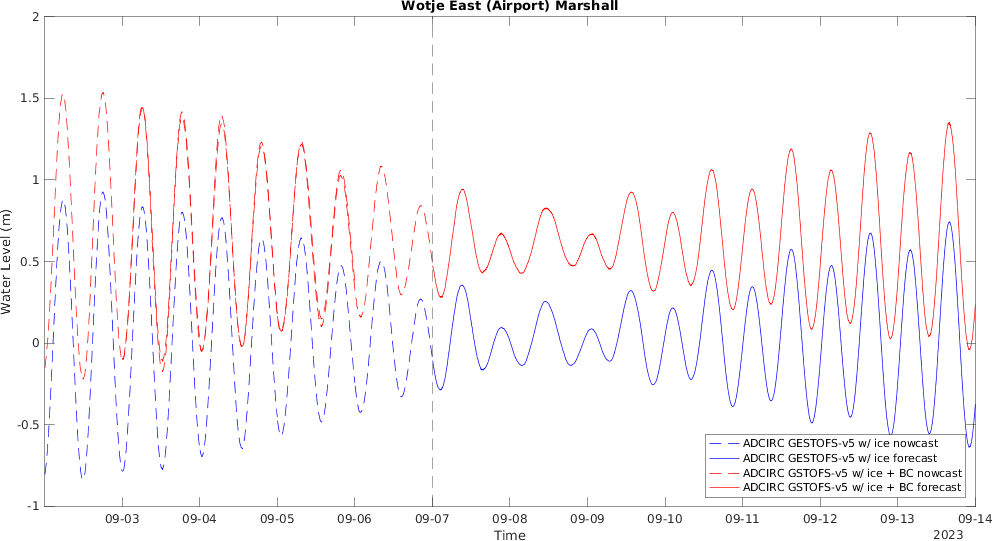 Wotje East (Airport) Marshall
2
1.5
1
0.5
0
-0.5
-1
Water Level (m)
09-03
09-04
09-05
09-06
09-07
09-08
09-09
09-10
09-11
09-12
09-13
09-14
Time
2023
ADCIRC GESTOFS-v5 w/ ice nowcast
ADCIRC GESTOFS-v5 w/ ice forecast
ADCIRC GSTOFS-v5 w/ ice + BC nowcast
ADCIRC GSTOFS-v5 w/ ice + BC forecast